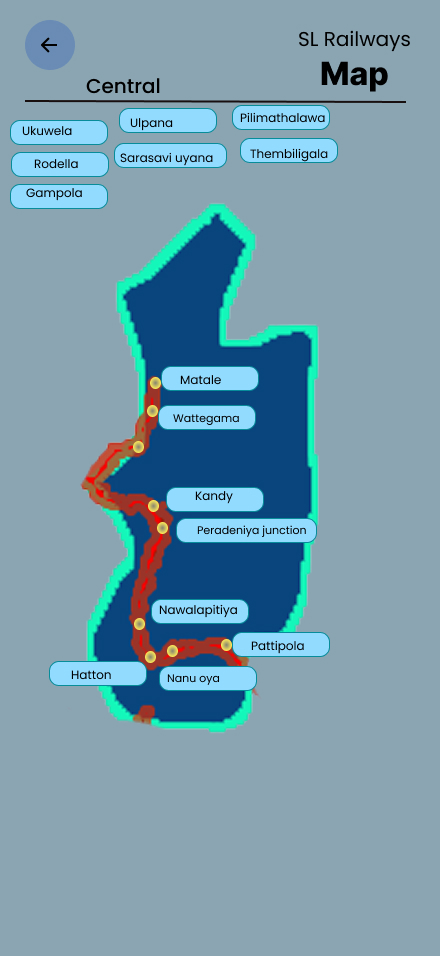 SL Railways
Map
Central
Ukuwela
Ulpana
Pilimathalawa
Rodella
Sarasavi uyana
Thembiligala
Gampola
Matale
Wattegama
Kandy
Peradeniya junction
Nawalapitiya
Pattipola
Hatton
Nanu oya